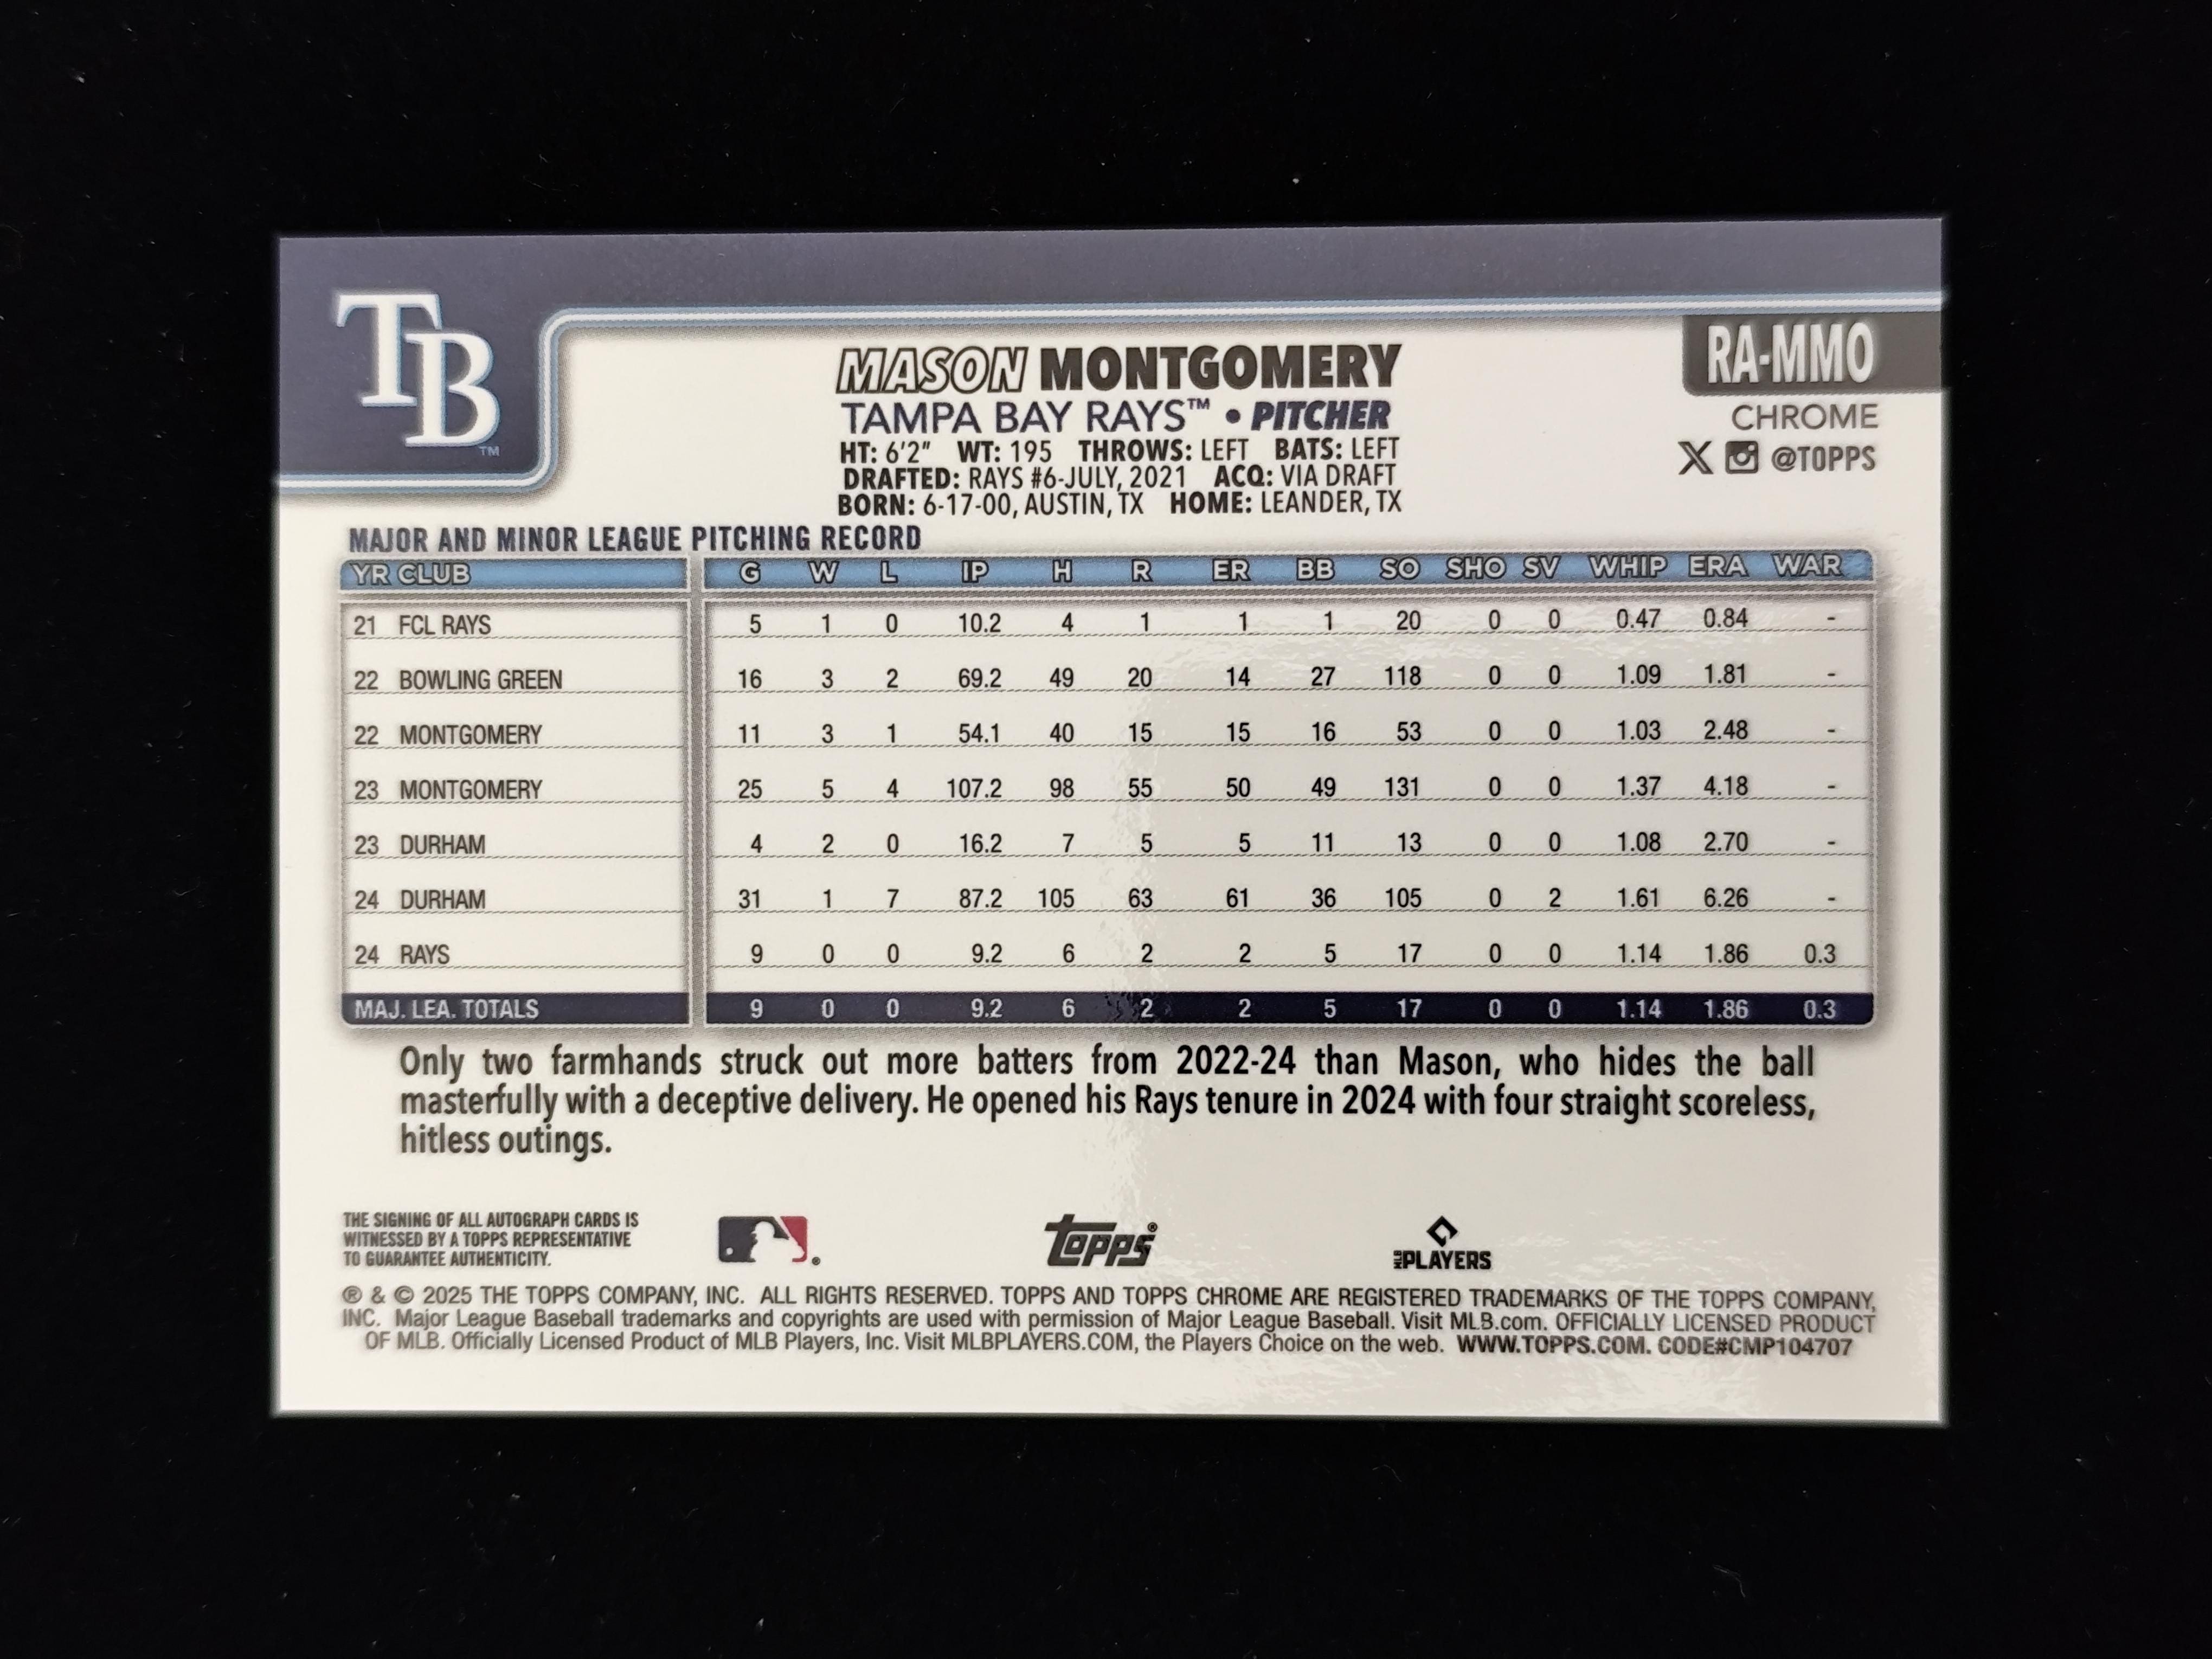 TB™
MASON MONTGOMERY
TAMPA BAY RAYS™ • PITCHER
HT: 6'2" WT: 195 THROWS: LEFT BATS: LEFT
DRAFTED: RAYS #6-JULY, 2021 ACQ: VIA DRAFT
BORN: 6-17-00, AUSTIN, TX HOME: LEANDER, TX
RA-MMO
CHROME
X @TOPPS
MAJOR AND MINOR LEAGUE PITCHING RECORD
YR CLUB G W L IP H R ER BB SO SHO SV WHIP ERA WAR
21 FCL RAYS 5 1 0 10.2 4 1 1 1 20 0 0 0.47 0.84 -
22 BOWLING GREEN 16 3 2 69.2 49 20 14 27 118 0 0 1.09 1.81 -
22 MONTGOMERY 11 3 1 54.1 40 15 15 16 53 0 0 1.03 2.48 -
23 MONTGOMERY 25 5 4 107.2 98 55 50 49 131 0 0 1.37 4.18 -
23 DURHAM 4 2 0 16.2 7 5 5 11 13 0 0 1.08 2.70 -
24 DURHAM 31 1 7 87.2 105 63 61 36 105 0 2 1.61 6.26 -
24 RAYS 9 0 0 9.2 6 2 2 5 17 0 0 1.14 1.86 0.3
MAJ. LEA. TOTALS 9 0 0 9.2 6 2 2 5 17 0 0 1.14 1.86 0.3
Only two farmhands struck out more batters from 2022-24 than Mason, who hides the ball
masterfully with a deceptive delivery. He opened his Rays tenure in 2024 with four straight scoreless,
hitless outings.
THE SIGNING OF ALL AUTOGRAPH CARDS IS
WITNESSED BY A TOPPS REPRESENTATIVE
TO GUARANTEE AUTHENTICITY.
®
Topps®
MLB PLAYERS
® & © 2025 THE TOPPS COMPANY, INC. ALL RIGHTS RESERVED. TOPPS AND TOPPS CHROME ARE REGISTERED TRADEMARKS OF THE TOPPS COMPANY,
INC. Major League Baseball trademarks and copyrights are used with permission of Major League Baseball. Visit MLB.com. OFFICIALLY LICENSED PRODUCT
OF MLB. Officially Licensed Product of MLB Players, Inc. Visit MLBPLAYERS.COM, the Players Choice on the web. WWW.TOPPS.COM. CODE#CMP104707